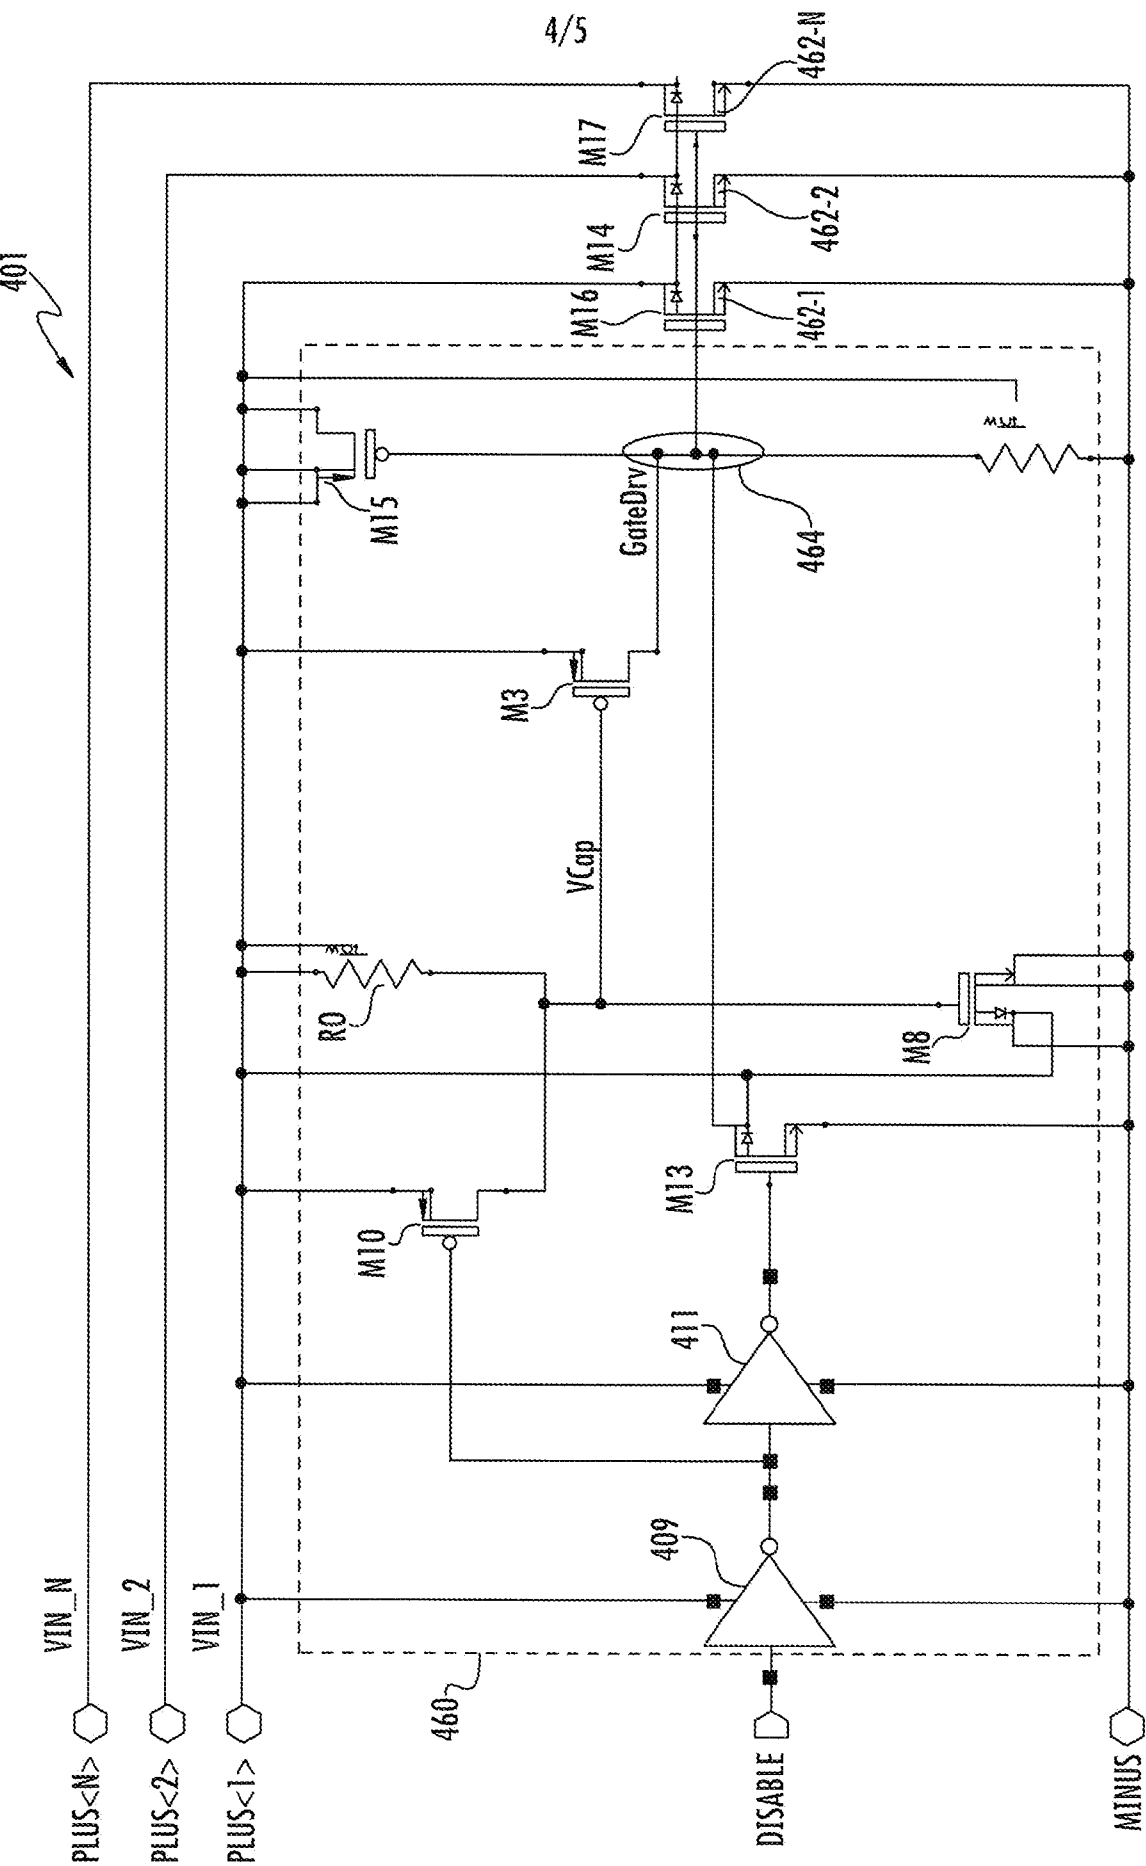 4/5
401
PLUS<N>
VIN_N
PLUS<2>
VIN_2
PLUS<1>
VIN_1
460
DISABLE
MINUS
409
411
M10
M13
R0
M8
VCap
M3
M15
GateDrv
464
M16
462-1
M14
462-2
M17
462-N